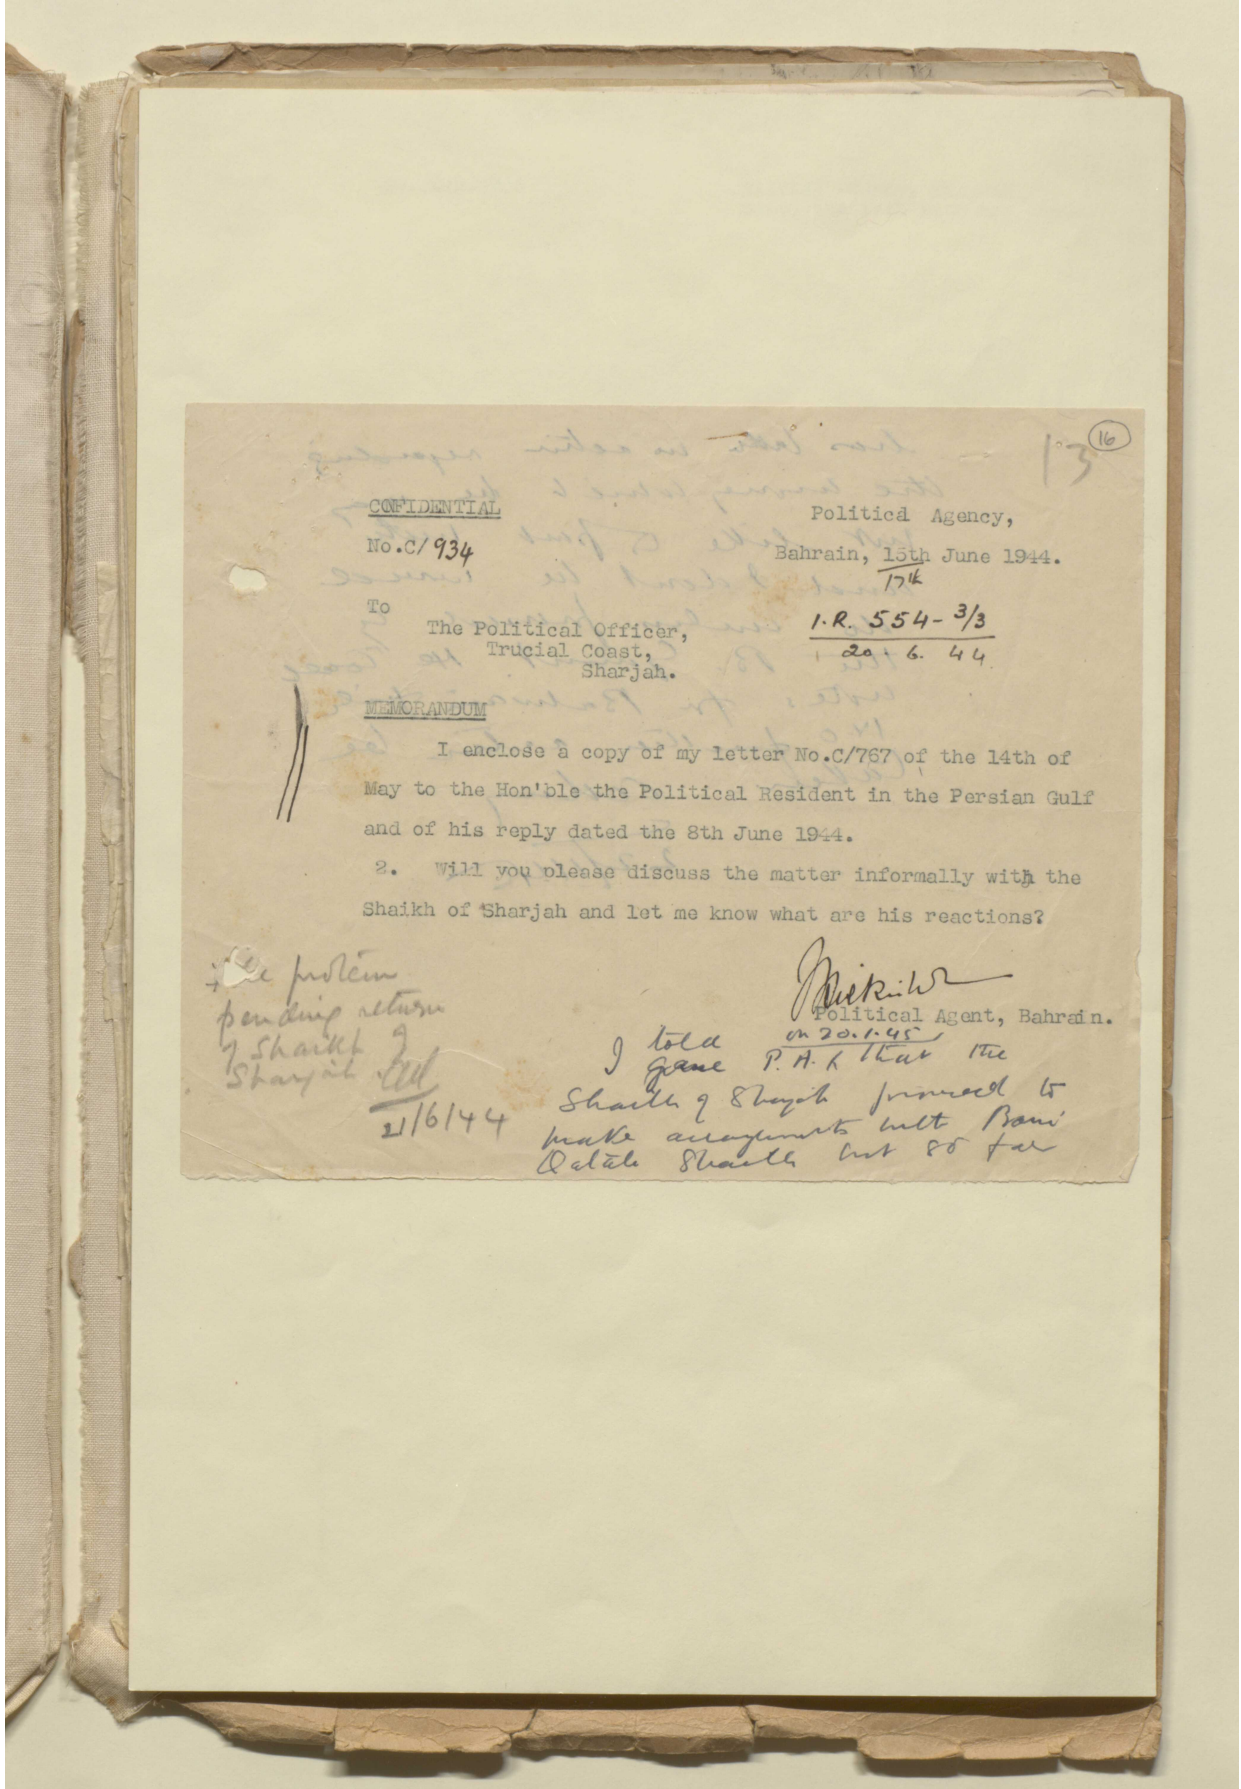 16
13
CONFIDENTIAL
Political Agency,
No.C/934
Bahrain, 15th June 1944.
17th
To
The Political Officer,
Trucial Coast,
Sharjah.
I.R. 554-3/3
20 6. 44
MEMORANDUM
I enclose a copy of my letter No.C/767 of the 14th of
May to the Hon'ble the Political Resident in the Persian Gulf
and of his reply dated the 8th June 1944.
2. Will you please discuss the matter informally with the
Shaikh of Sharjah and let me know what are his reactions?
Political Agent, Bahrain.
pending return
of Shaikh of
Sharjah.
21/6/44
on 20.1.45
I told
P.A. that the
Shaikh of Sharjah promised to
make arrangements with Bani
Qatab Shaikh but so far